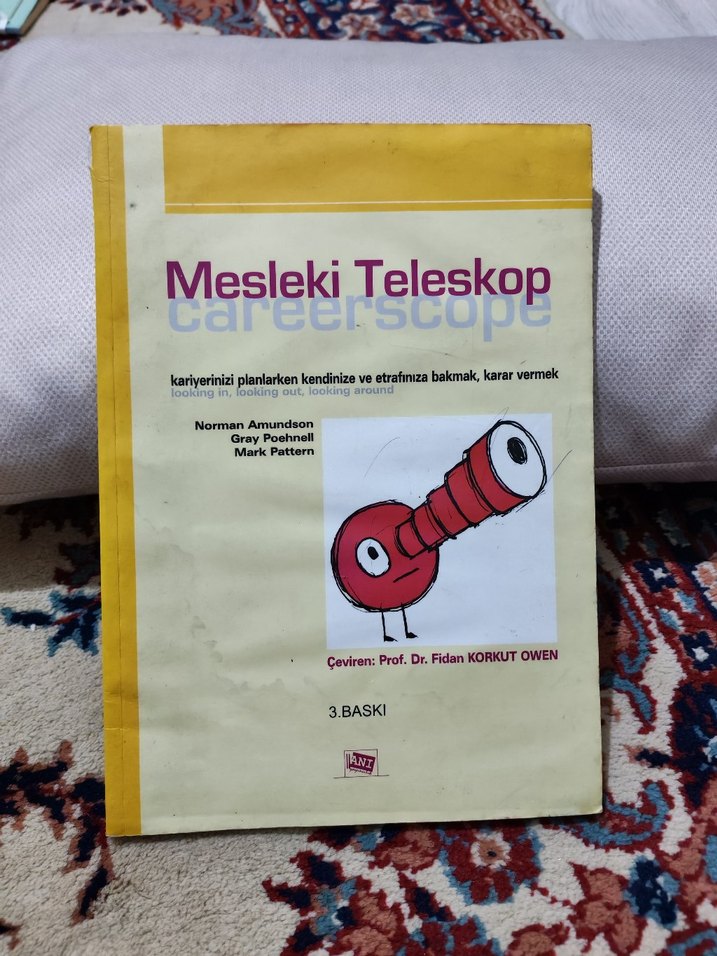 Mesleki Teleskop
careerscope
kariyerinizi planlarken kendinize ve etrafınıza bakmak, karar vermek
looking in, looking out, looking around
Norman Amundson
Gray Poehnell
Mark Pattern
Çeviren: Prof. Dr. Fidan KORKUT OWEN
3.BASKI
ANI